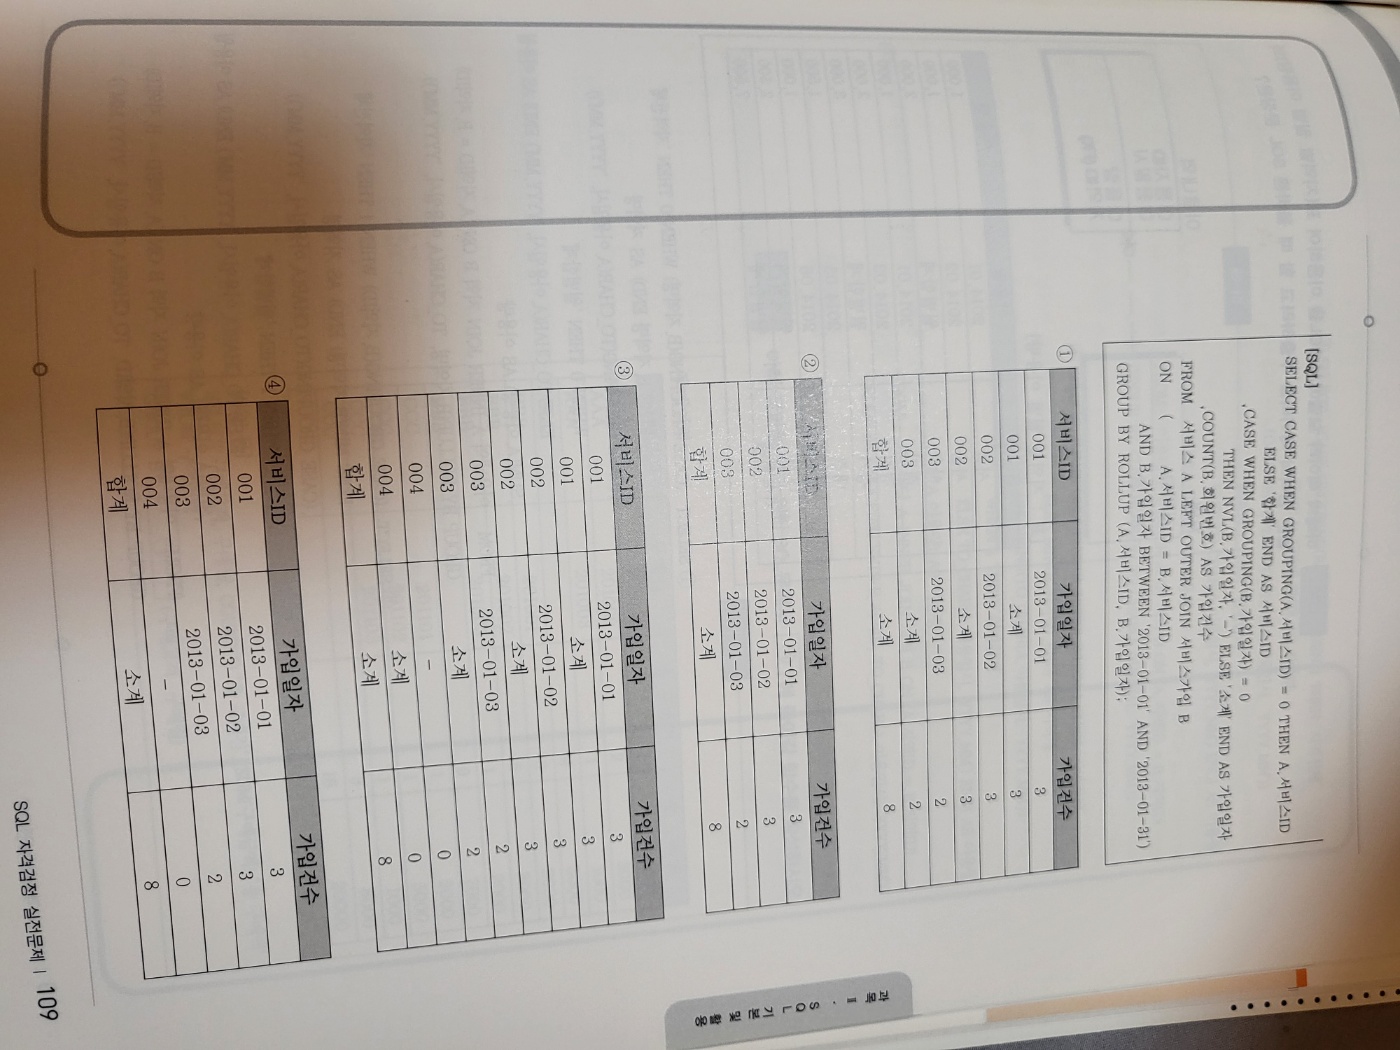 [SQL]
SELECT CASE WHEN GROUPING(A.서비스ID) = 0 THEN A.서비스ID
ELSE '합계' END AS 서비스ID
,CASE WHEN GROUPING(B.가입일자) = 0
THEN NVL(B.가입일자, '-') ELSE '소계' END AS 가입일자
,COUNT(B.회원번호) AS 가입건수
FROM 서비스 A LEFT OUTER JOIN 서비스가입 B
ON ( A.서비스ID = B.서비스ID
AND B.가입일자 BETWEEN '2013-01-01' AND '2013-01-31')
GROUP BY ROLLUP (A.서비스ID, B.가입일자);
①
서비스ID 가입일자 가입건수
001 2013-01-01 3
001 소계 3
002 2013-01-02 3
002 소계 3
003 2013-01-03 2
003 소계 2
합계 소계 8
②
서비스ID 가입일자 가입건수
001 2013-01-01 3
002 2013-01-02 3
003 2013-01-03 2
합계 소계 8
③
서비스ID 가입일자 가입건수
001 2013-01-01 3
001 소계 3
002 2013-01-02 3
002 소계 3
003 2013-01-03 2
003 소계 2
004 - 0
004 소계 0
합계 소계 8
④
서비스ID 가입일자 가입건수
001 2013-01-01 3
002 2013-01-02 3
003 2013-01-03 2
004 - 0
합계 소계 8
과목 Ⅱ. SQL 기본 및 활용
SQL 자격검정 실전문제 | 109